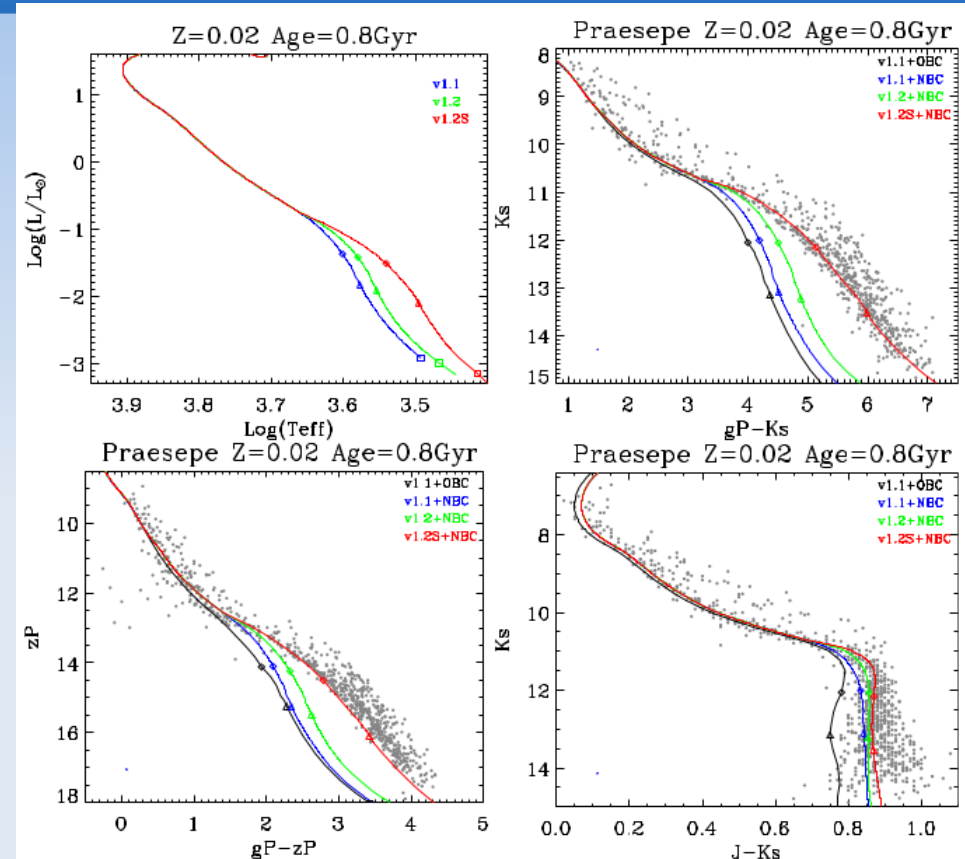 Z=0.02 Age=0.8Gyr
v1.1
v1.2
v1.2S
Log(L/L⊙)
1
0
-1
-2
-3
3.9
3.8
3.7
3.6
3.5
Log(Teff)
Praesepe Z=0.02 Age=0.8Gyr
v1.1+OBC
v1.1+NBC
v1.2+NBC
v1.2S+NBC
Ks
8
9
10
11
12
13
14
15
1
2
3
4
5
6
7
gP-Ks
Praesepe Z=0.02 Age=0.8Gyr
v1.1+OBC
v1.1+NBC
v1.2+NBC
v1.2S+NBC
zP
10
12
14
16
18
0
1
2
3
4
5
gP-zP
Praesepe Z=0.02 Age=0.8Gyr
v1.1+OBC
v1.1+NBC
v1.2+NBC
v1.2S+NBC
Ks
8
10
12
14
0.0
0.2
0.4
0.6
0.8
1.0
J-Ks